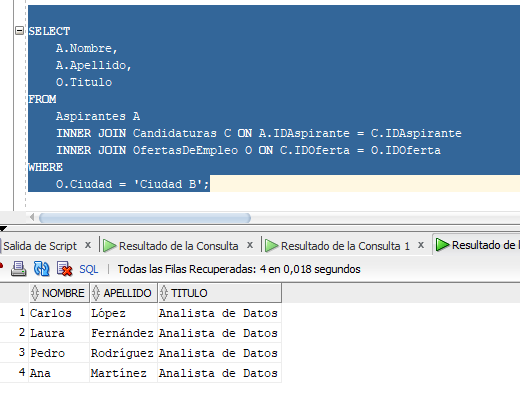 SELECT
A.Nombre,
A.Apellido,
O.Titulo
FROM
Aspirantes A
INNER JOIN Candidaturas C ON A.IDAspirante = C.IDAspirante
INNER JOIN OfertasDeEmpleo O ON C.IDOferta = O.IDOferta
WHERE
O.Ciudad = 'Ciudad B';
Salida de Script x Resultado de la Consulta x Resultado de la Consulta 1 x Resultado de
SQL | Todas las Filas Recuperadas: 4 en 0,018 segundos
NOMBRE APELLIDO TITULO
1 Carlos López Analista de Datos
2 Laura Fernández Analista de Datos
3 Pedro Rodríguez Analista de Datos
4 Ana Martínez Analista de Datos